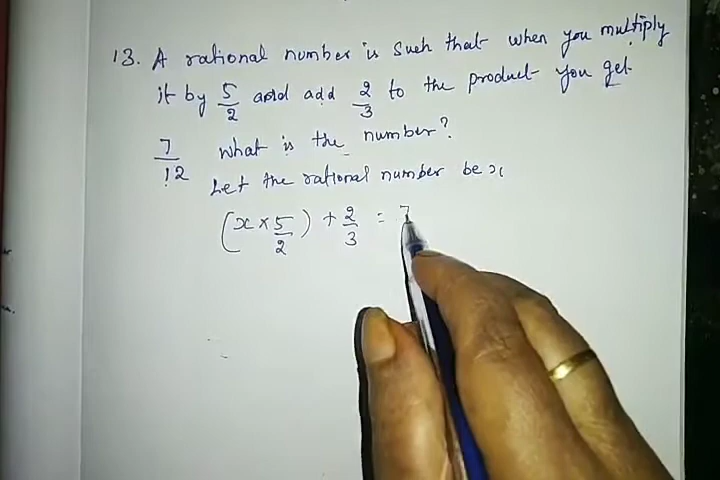 13. A rational number is such that when you multiply
it by 5/2 and add 2/3 to the product you get
7/12 what is the number?
Let the rational number be x
(x × 5/2) + 2/3 = 7